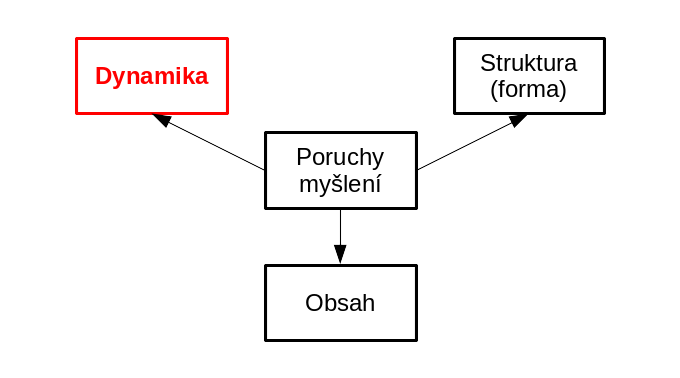 Dynamika
Struktura
(forma)
Poruchy
myšlení
Obsah